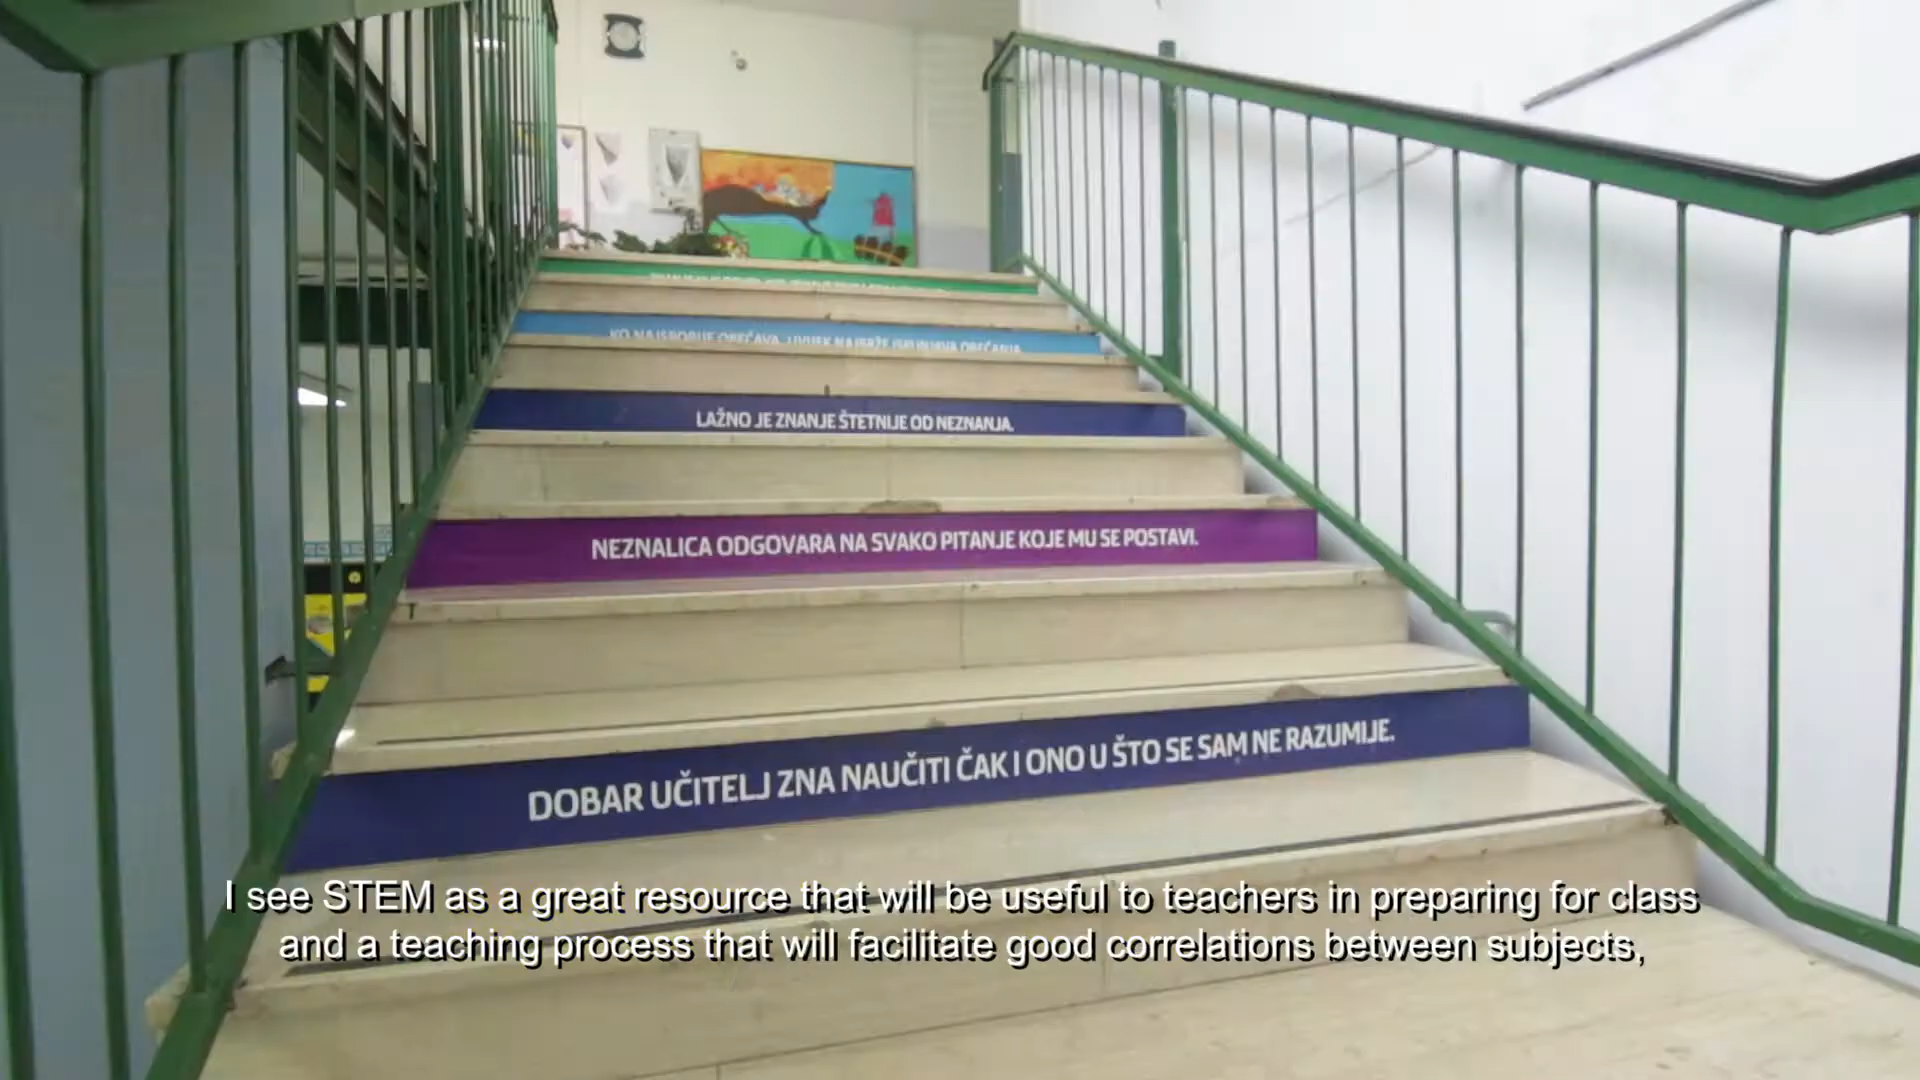 KO NAJSPORIJE OBEĆAVA, UVIJEK NAJBRŽE ISPUNJAVA OBEĆANJA.
LAŽNO JE ZNANJE ŠTETNIJE OD NEZNANJA.
NEZNALICA ODGOVARA NA SVAKO PITANJE KOJE MU SE POSTAVI.
DOBAR UČITELJ ZNA NAUČITI ČAK I ONO U ŠTO SE SAM NE RAZUMIJE.
I see STEM as a great resource that will be useful to teachers in preparing for class
and a teaching process that will facilitate good correlations between subjects,